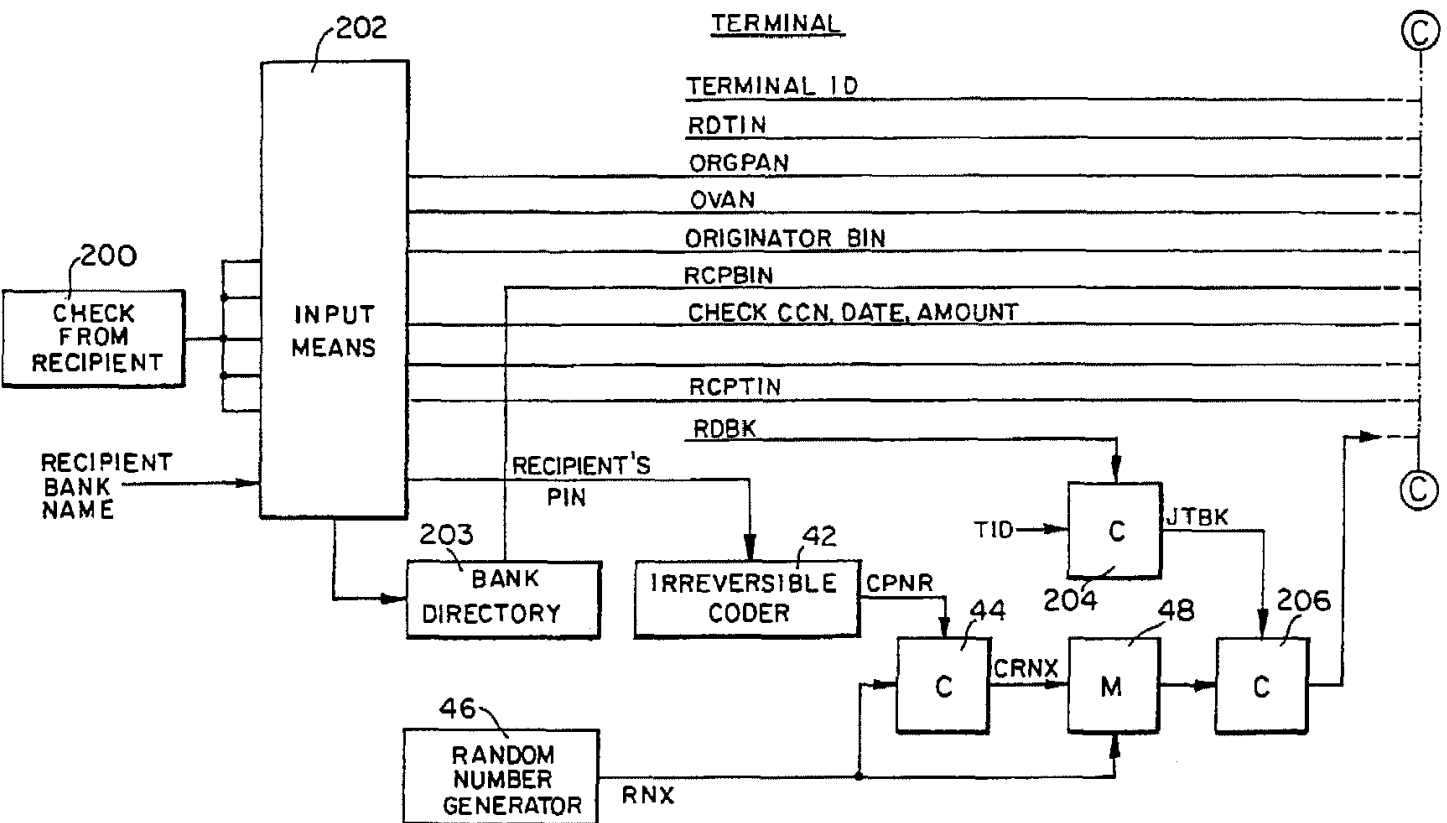 TERMINAL
C
202
TERMINAL ID
RDTIN
ORGPAN
OVAN
ORIGINATOR BIN
RCPBIN
CHECK CCN, DATE, AMOUNT
RCPTIN
RDBK
200
CHECK
FROM
RECIPIENT
INPUT
MEANS
RECIPIENT
BANK
NAME
RECIPIENT'S
PIN
C
TID
C
JTBK
204
203
BANK
DIRECTORY
42
IRREVERSIBLE
CODER
CPNR
44
C
CRNX
48
M
206
C
46
RANDOM
NUMBER
GENERATOR
RNX